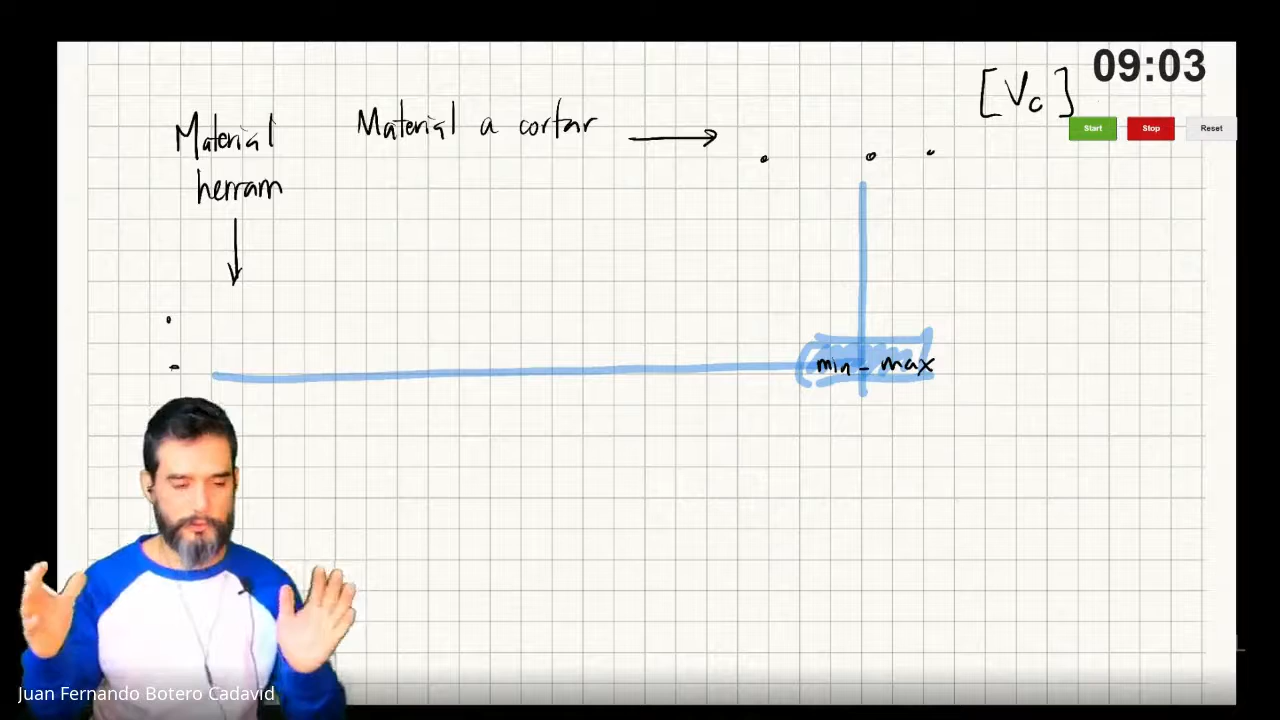 [Vc]
09:03
Start Stop Reset
Material a cortar
Material
herram
min - max
Juan Fernando Botero Cadavid